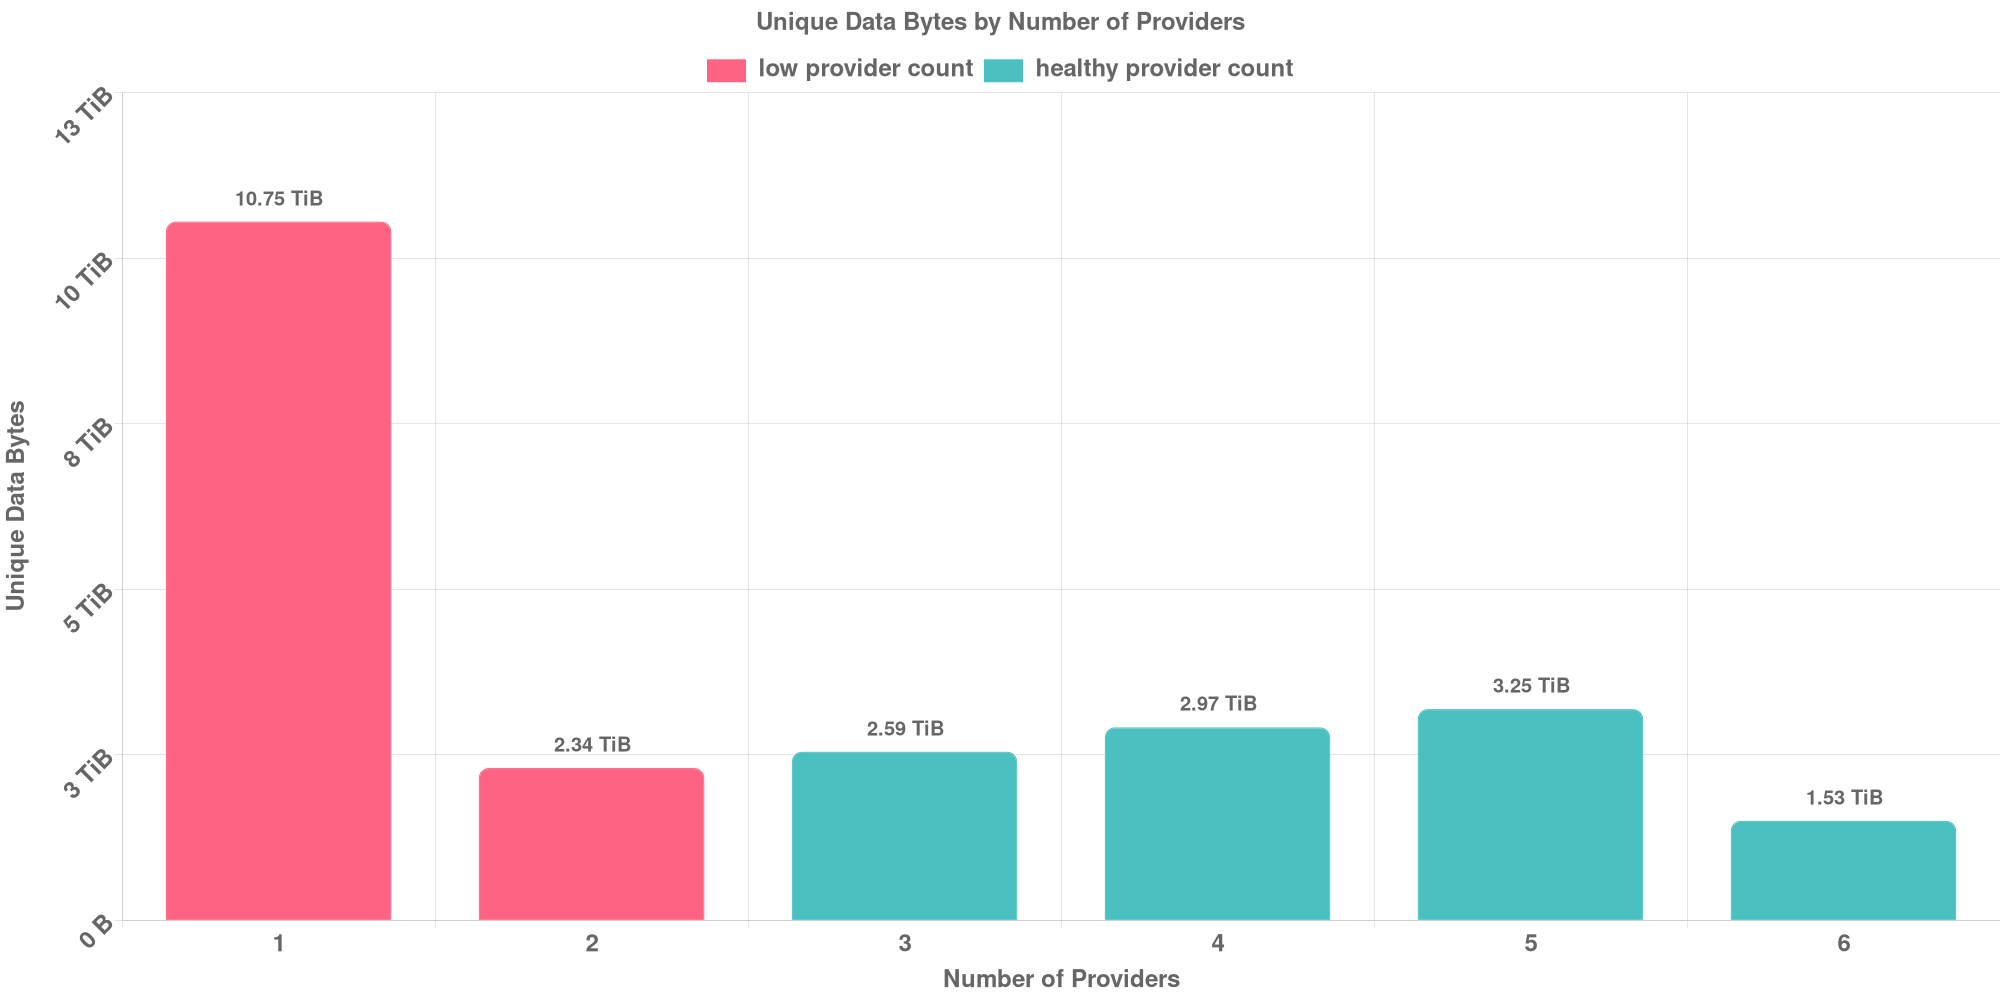 Unique Data Bytes by Number of Providers
low provider count healthy provider count
Unique Data Bytes
13 TiB
10 TiB
8 TiB
5 TiB
3 TiB
0 B
10.75 TiB
2.34 TiB
2.59 TiB
2.97 TiB
3.25 TiB
1.53 TiB
1 2 3 4 5 6
Number of Providers